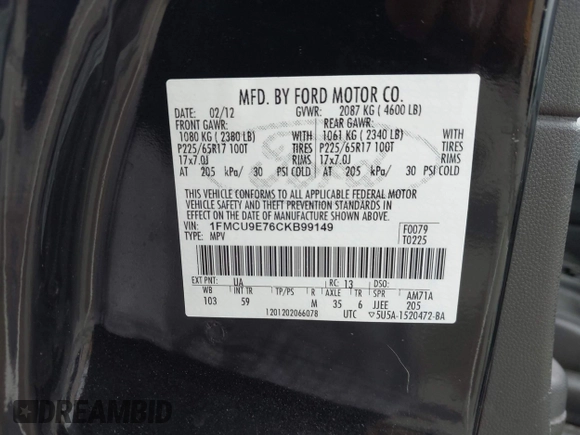 MFD. BY FORD MOTOR CO.
DATE: 02/12 GVWR: 2087 KG ( 4600 LB)
FRONT GAWR: REAR GAWR:
1080 KG ( 2380 LB) 1061 KG ( 2340 LB)
P225/65R17 100T TIRES P225/65R17 100T
17x7.0J RIMS 17x7.0J TIRES RIMS
AT 205 kPa/ 30 PSI COLD AT 205 kPa/ 30 PSI COLD
THIS VEHICLE CONFORMS TO ALL APPLICABLE FEDERAL MOTOR
VEHICLE SAFETY AND THEFT PREVENTION STANDARDS IN
EFFECT ON THE DATE OF MANUFACTURE SHOWN ABOVE.
VIN: 1FMCU9E76CKB99149 F0079
TYPE: MPV T0225
EXT PNT: UA RC: 13 DSO:
WB INT TR TP/PS R AXLE TR SPR AM71A
103 59 M 35 6 JJEE 205
1201202066078 UTC ▽5U5A-1520472-BA
DREAMBID